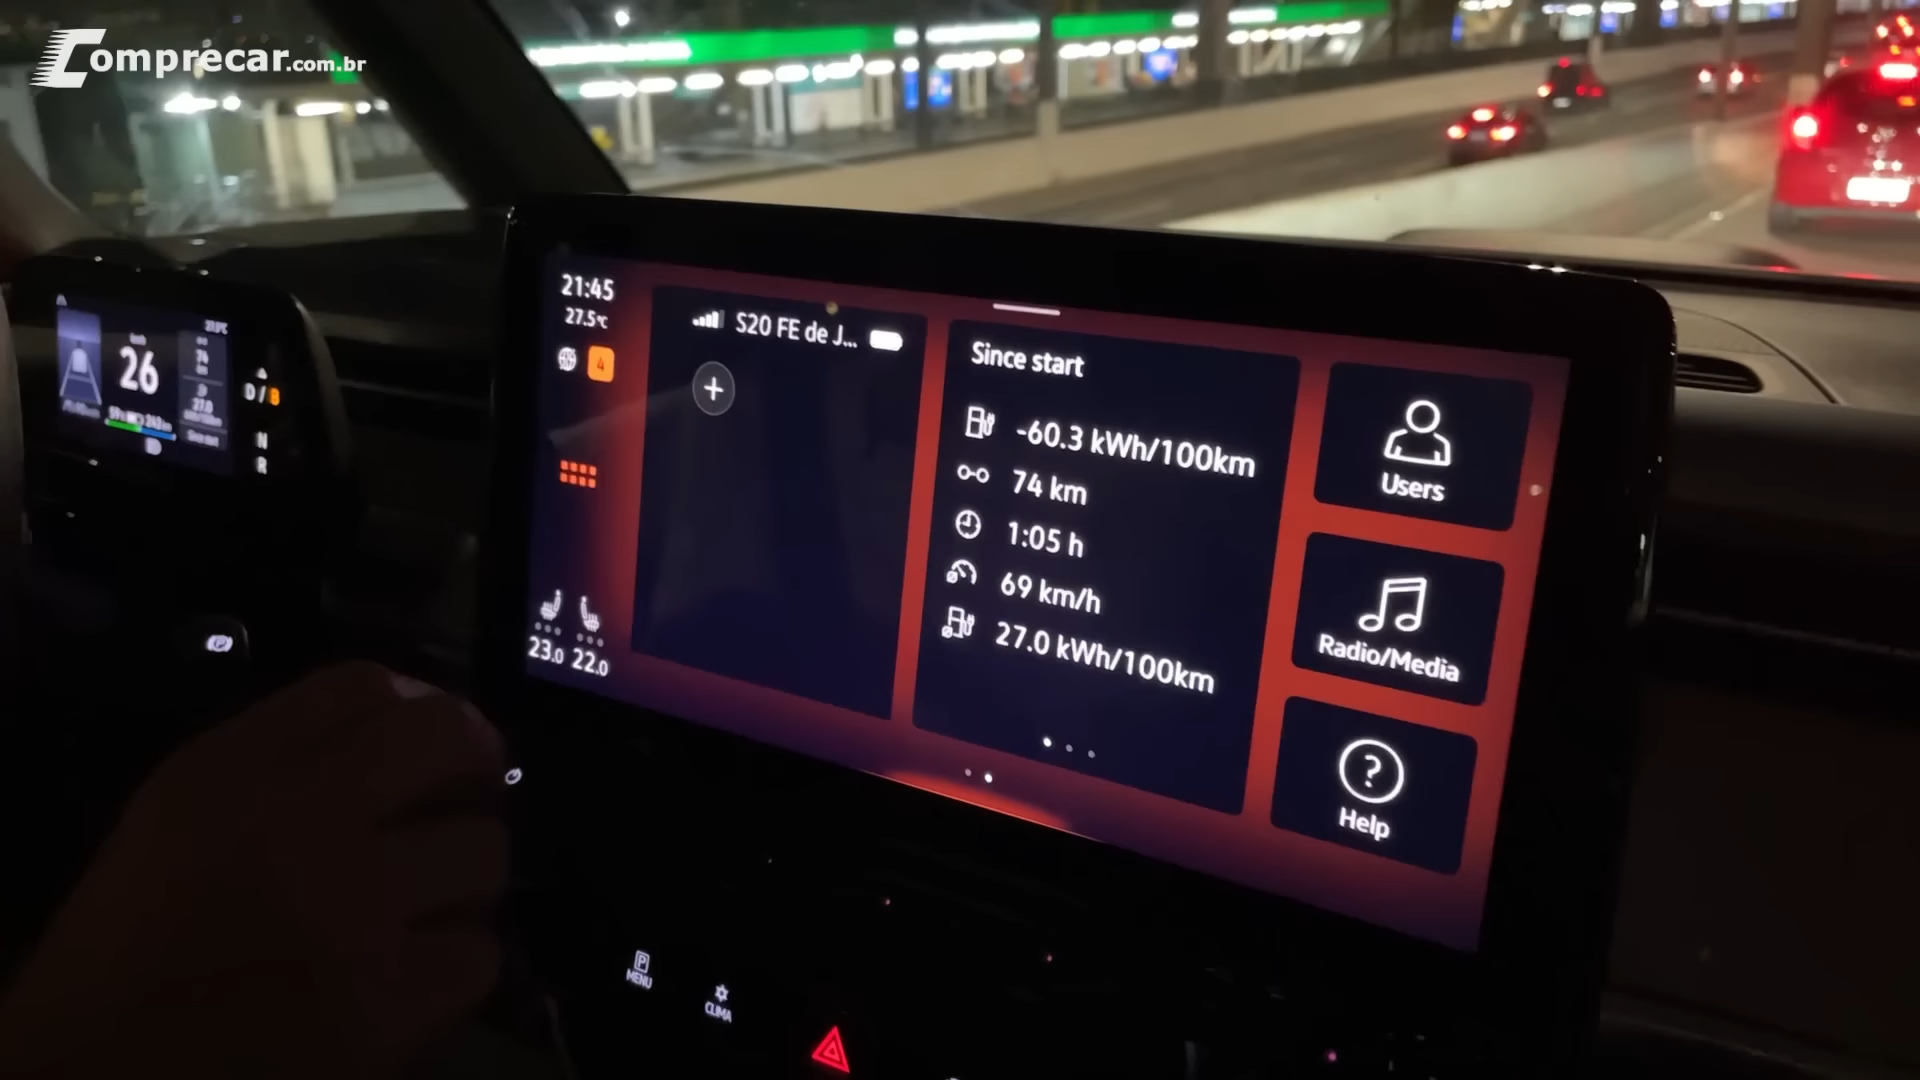 Comprecar.com.br
21:45
27.5°C
4
S20 FE de J...
Since start
-60.3 kWh/100km
74 km
1:05 h
69 km/h
27.0 kWh/100km
Users
Radio/Media
Help
23.0 22.0
26
D / B
N
R
P
MENU
CLIMA